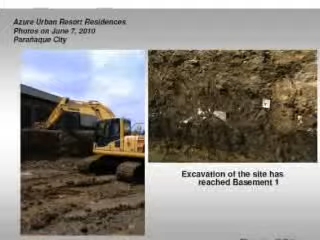 Azure Urban Resort Residences
Photos on June 7, 2010
Parañaque City
Excavation of the site has
reached Basement 1